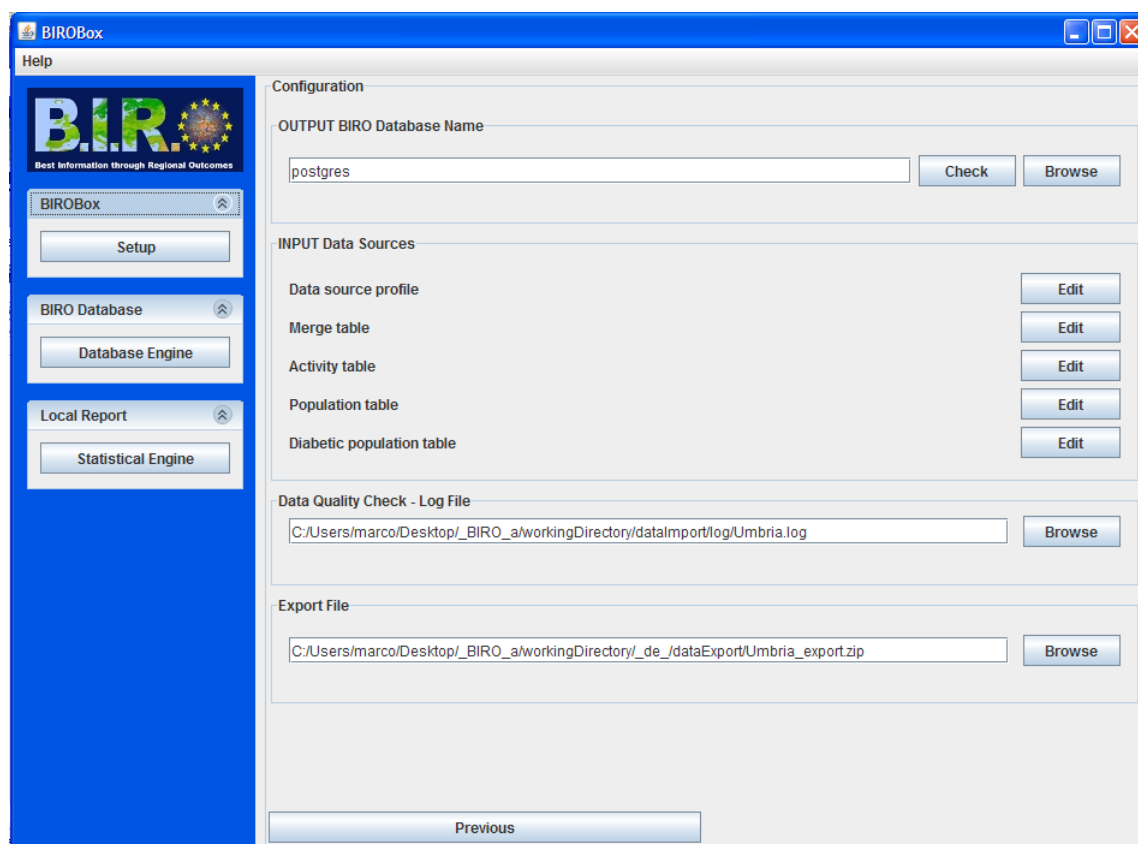 BIROBox
Help
B.I.R.O
Best Information through Regional Outcomes
BIROBox
Setup
BIRO Database
Database Engine
Local Report
Statistical Engine
Configuration
OUTPUT BIRO Database Name
postgres Check Browse
INPUT Data Sources
Data source profile Edit
Merge table Edit
Activity table Edit
Population table Edit
Diabetic population table Edit
Data Quality Check - Log File
C:/Users/marco/Desktop/_BIRO_a/workingDirectory/dataImport/log/Umbria.log Browse
Export File
C:/Users/marco/Desktop/_BIRO_a/workingDirectory/_de_/dataExport/Umbria_export.zip Browse
Previous